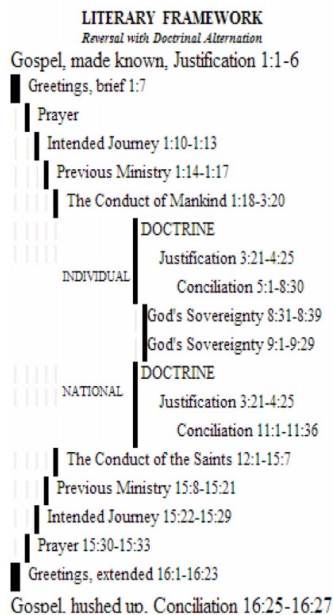 LITERARY FRAMEWORK
Reversal with Doctrinal Alternation
Gospel, made known, Justification 1:1-6
Greetings, brief 1:7
Prayer
Intended Journey 1:10-1:13
Previous Ministry 1:14-1:17
The Conduct of Mankind 1:18-3:20
DOCTRINE
Justification 3:21-4:25
INDIVIDUAL
Conciliation 5:1-8:30
God's Sovereignty 8:31-8:39
God's Sovereignty 9:1-9:29
DOCTRINE
NATIONAL
Justification 3:21-4:25
Conciliation 11:1-11:36
The Conduct of the Saints 12:1-15:7
Previous Ministry 15:8-15:21
Intended Journey 15:22-15:29
Prayer 15:30-15:33
Greetings, extended 16:1-16:23
Gospel, hushed up, Conciliation 16:25-16:27